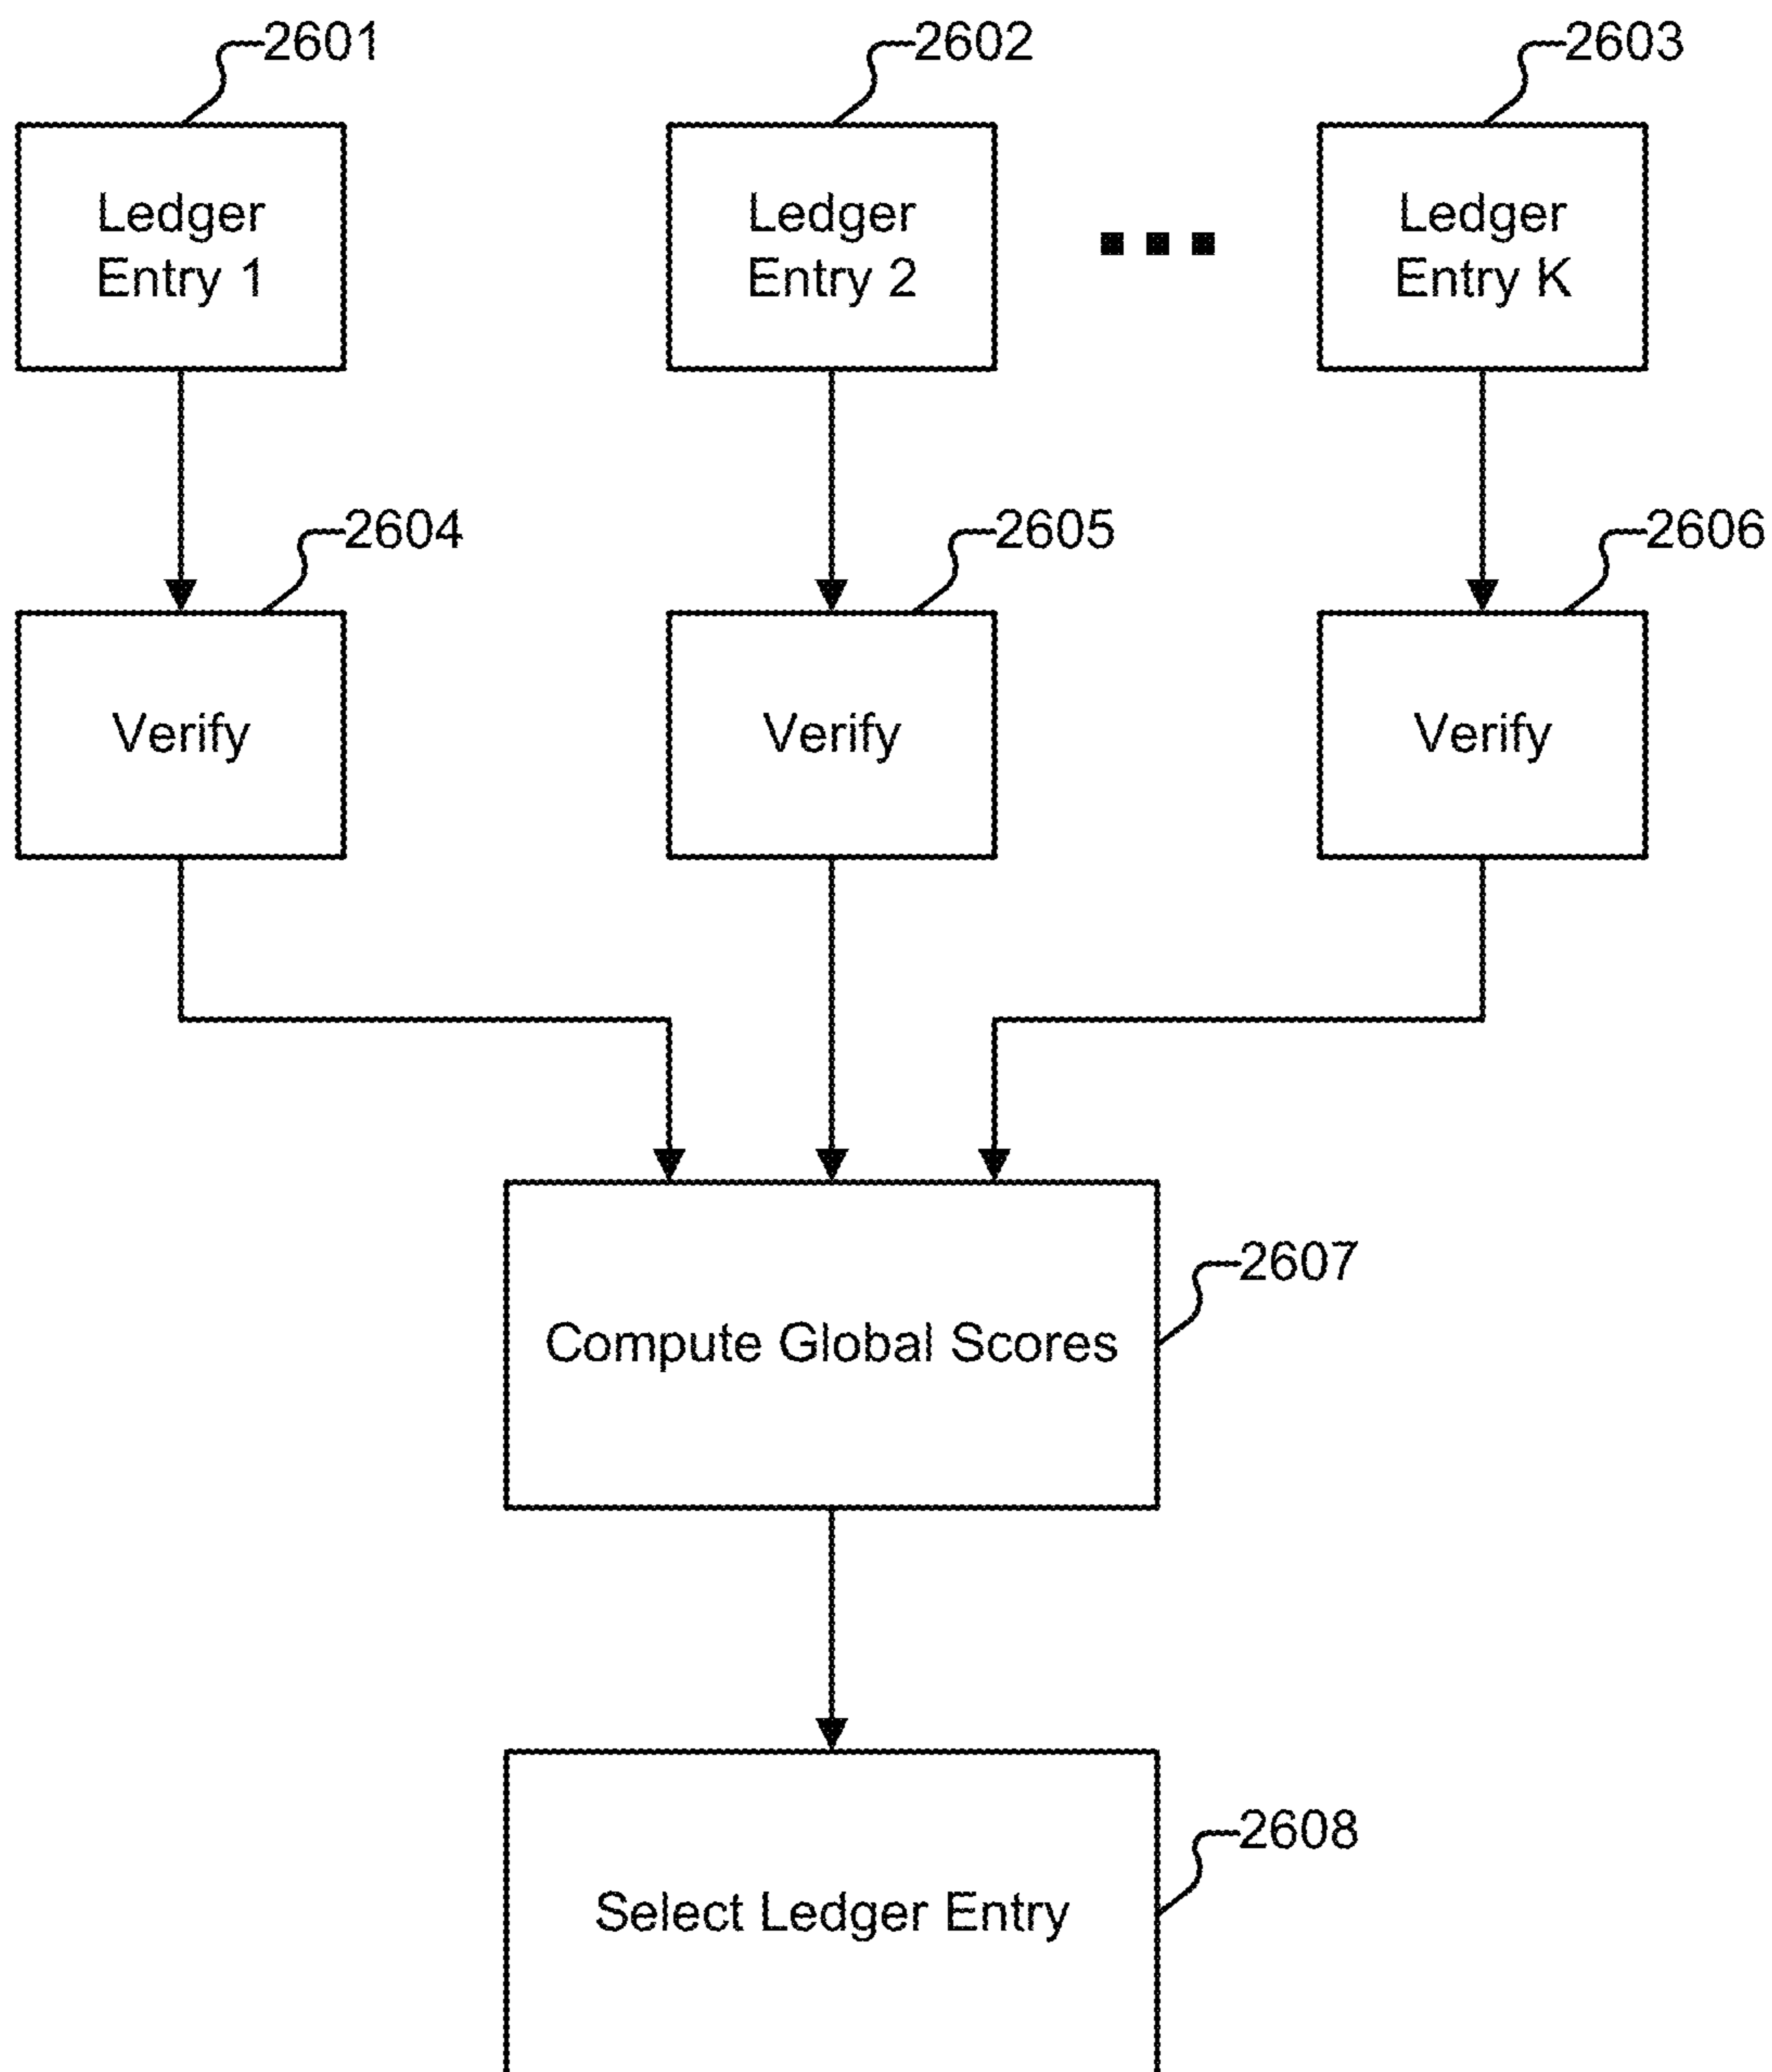 2601
2602
2603
Ledger
Entry 1
Ledger
Entry 2
Ledger
Entry K
2604
2605
2606
Verify
Verify
Verify
2607
Compute Global Scores
2608
Select Ledger Entry